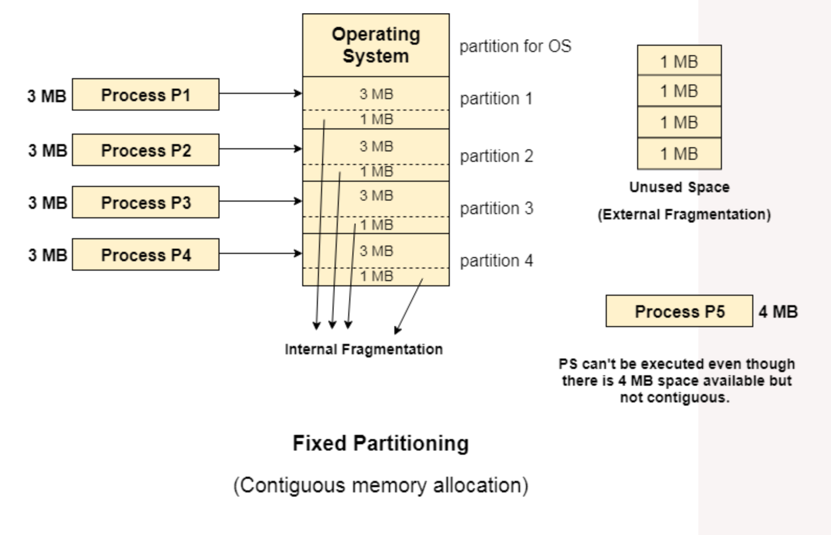 Operating
System
partition for OS
3 MB Process P1
3 MB
1 MB
partition 1
3 MB Process P2
3 MB
1 MB
partition 2
3 MB Process P3
3 MB
1 MB
partition 3
3 MB Process P4
3 MB
1 MB
partition 4
Internal Fragmentation
1 MB
1 MB
1 MB
1 MB
Unused Space
(External Fragmentation)
Process P5 4 MB
PS can't be executed even though
there is 4 MB space available but
not contiguous.
Fixed Partitioning
(Contiguous memory allocation)